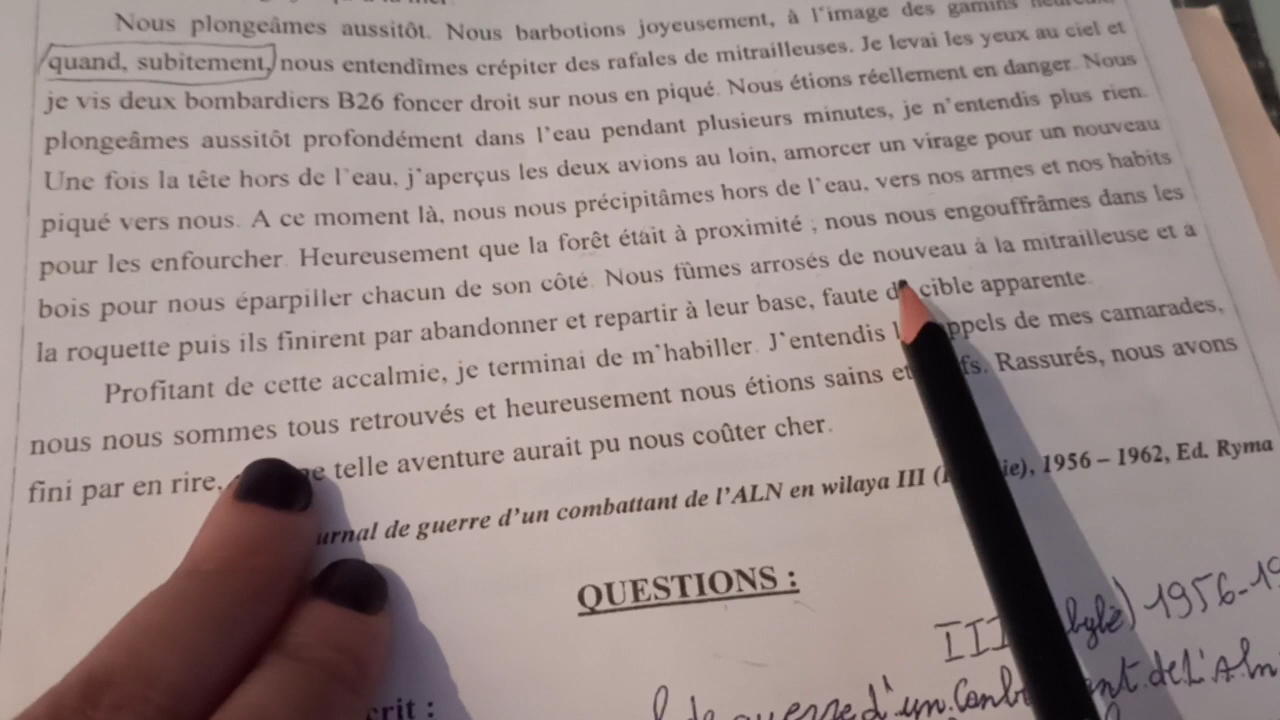 Nous plongeâmes aussitôt. Nous barbotions joyeusement, à l'image des gamins
quand, subitement, nous entendîmes crépiter des rafales de mitrailleuses. Je levai les yeux au ciel et
je vis deux bombardiers B26 foncer droit sur nous en piqué. Nous étions réellement en danger. Nous
plongeâmes aussitôt profondément dans l'eau pendant plusieurs minutes, je n'entendis plus rien.
Une fois la tête hors de l'eau, j'aperçus les deux avions au loin, amorcer un virage pour un nouveau
piqué vers nous. A ce moment là, nous nous précipitâmes hors de l'eau, vers nos armes et nos habits
pour les enfourcher. Heureusement que la forêt était à proximité ; nous nous engouffrâmes dans les
bois pour nous éparpiller chacun de son côté. Nous fûmes arrosés de nouveau à la mitrailleuse et à
la roquette puis ils finirent par abandonner et repartir à leur base, faute de cible apparente.
Profitant de cette accalmie, je terminai de m'habiller. J'entendis appels de mes camarades,
nous nous sommes tous retrouvés et heureusement nous étions sains et Rassurés, nous avons
fini par en rire. telle aventure aurait pu nous coûter cher.
de guerre d'un combattant de l'ALN en wilaya III 1956 – 1962, Ed. Ryma
QUESTIONS :
III 1956-19
d'un de l'Aln